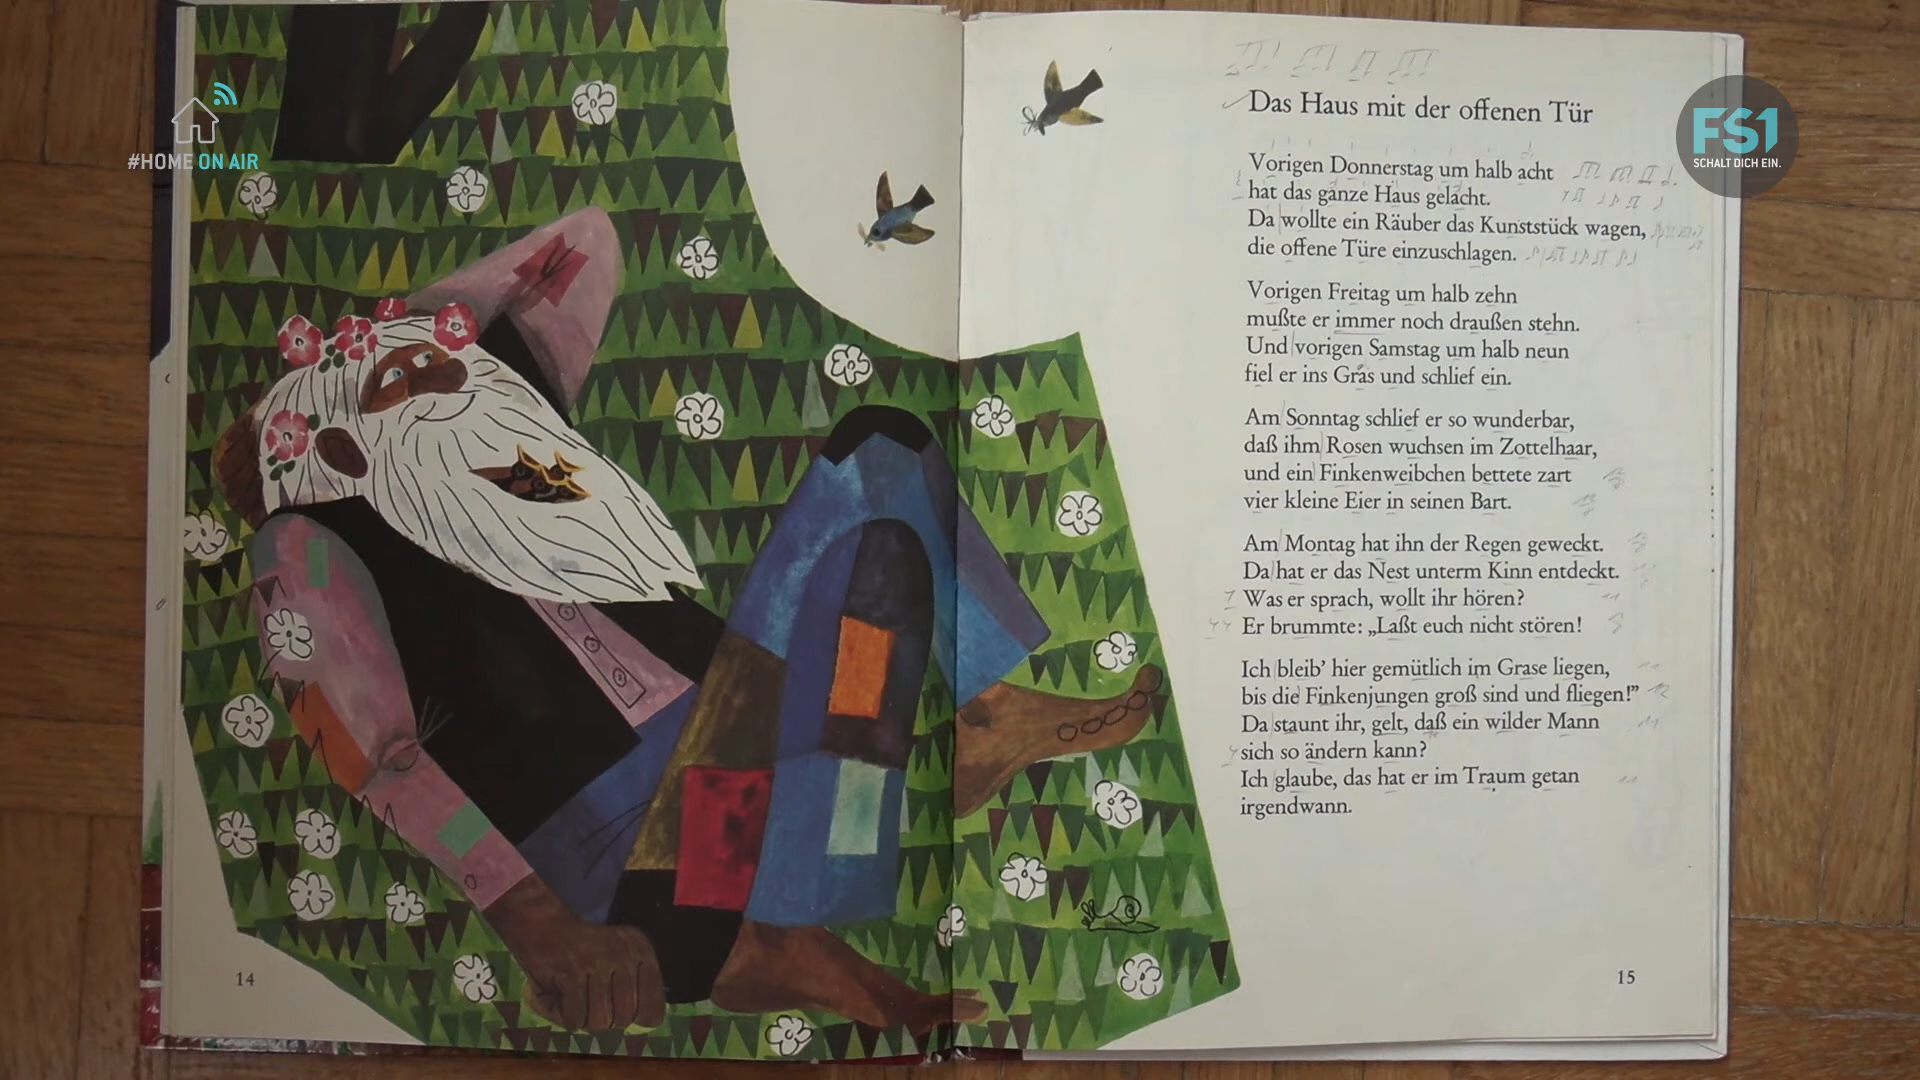 #HOME ON AIR
FS1
SCHALT DICH EIN.
Das Haus mit der offenen Tür
Vorigen Donnerstag um halb acht
hat das ganze Haus gelacht.
Da wollte ein Räuber das Kunststück wagen,
die offene Türe einzuschlagen.
Vorigen Freitag um halb zehn
mußte er immer noch draußen stehn.
Und vorigen Samstag um halb neun
fiel er ins Gras und schlief ein.
Am Sonntag schlief er so wunderbar,
daß ihm Rosen wuchsen im Zottelhaar,
und ein Finkenweibchen bettete zart
vier kleine Eier in seinen Bart.
Am Montag hat ihn der Regen geweckt.
Da hat er das Nest unterm Kinn entdeckt.
Was er sprach, wollt ihr hören?
Er brummte: „Laßt euch nicht stören!
Ich bleib’ hier gemütlich im Grase liegen,
bis die Finkenjungen groß sind und fliegen!”
Da staunt ihr, gelt, daß ein wilder Mann
sich so ändern kann?
Ich glaube, das hat er im Traum getan
irgendwann.
14
15